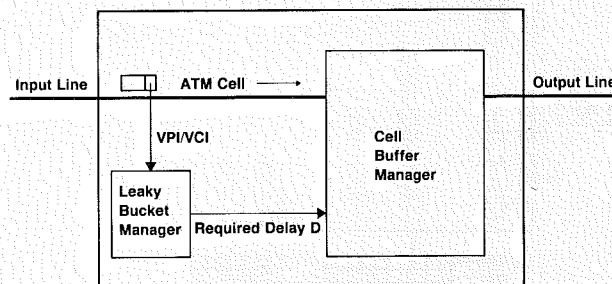 Input Line
ATM Cell
Output Line
VPI/VCI
Cell
Buffer
Manager
Leaky
Bucket
Manager
Required Delay D